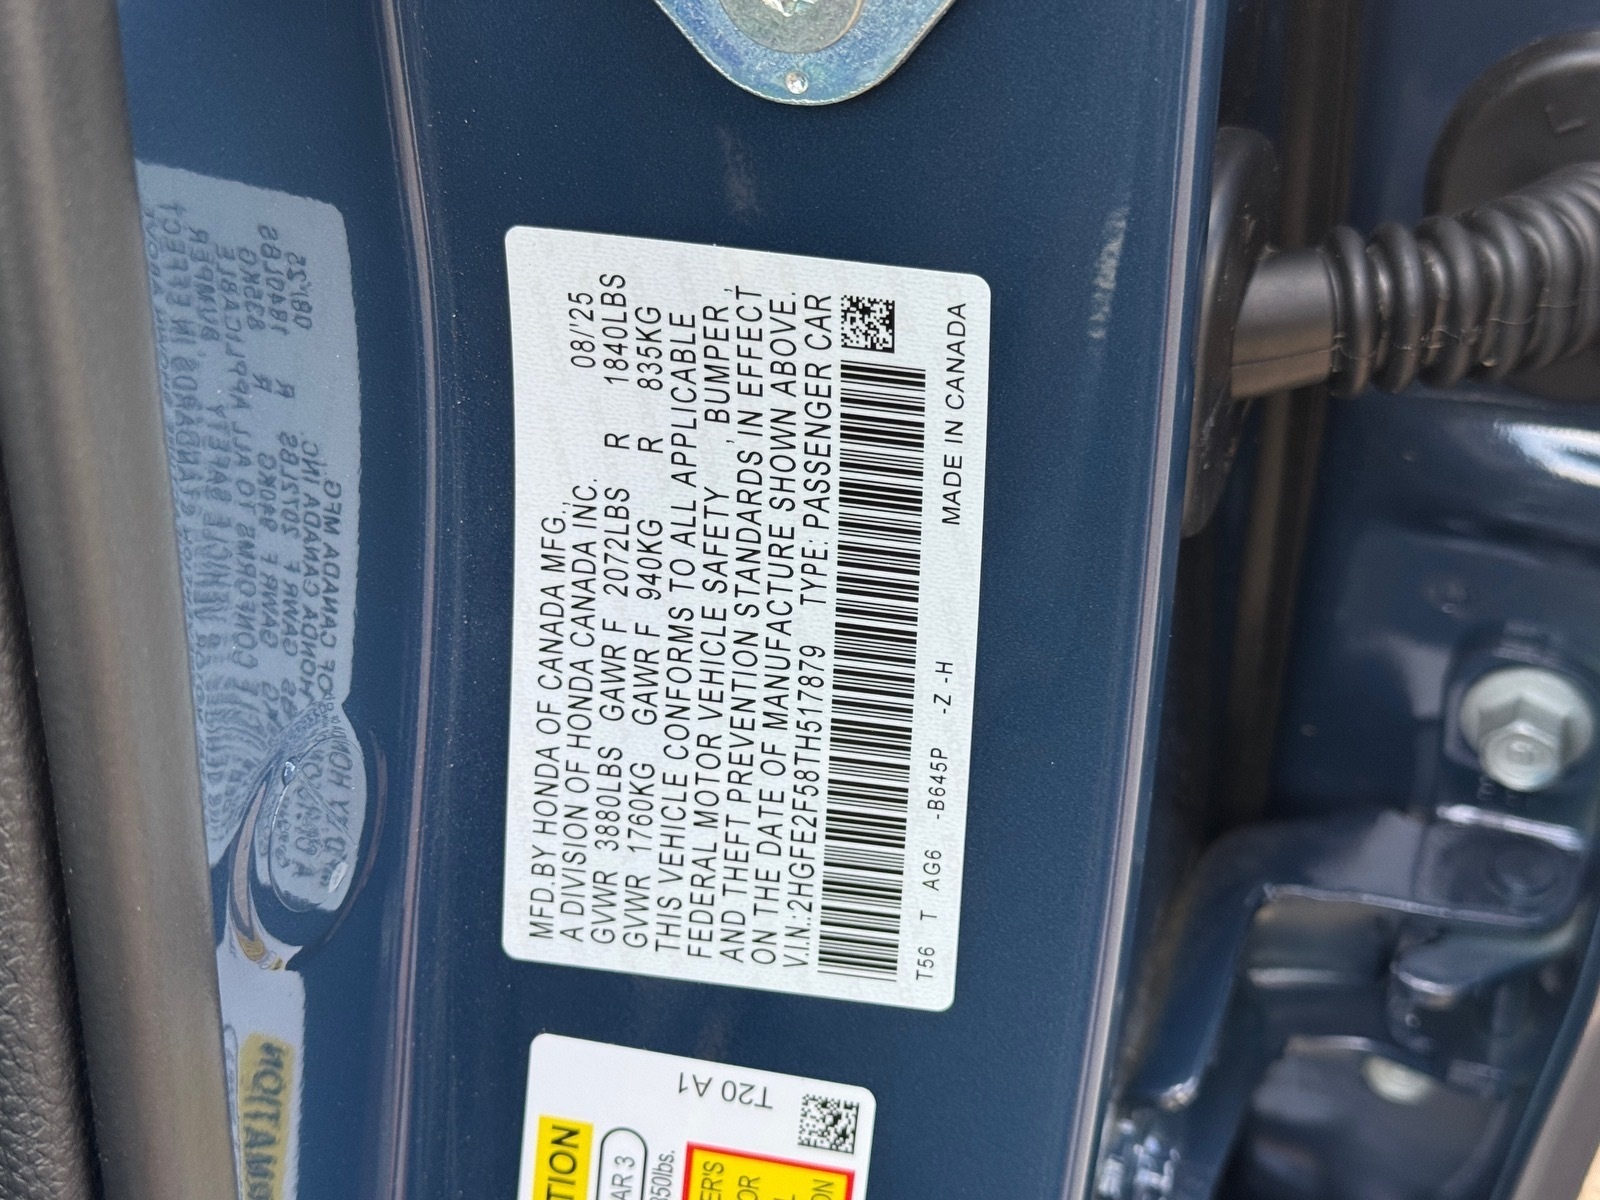 MFD.BY HONDA OF CANADA MFG.,
A DIVISION OF HONDA CANADA INC. 08/'25
GVWR 3880LBS GAWR F 2072LBS R 1840LBS
GVWR 1760KG GAWR F 940KG R 835KG
THIS VEHICLE CONFORMS TO ALL APPLICABLE
FEDERAL MOTOR VEHICLE SAFETY, BUMPER,
AND THEFT PREVENTION STANDARDS IN EFFECT
ON THE DATE OF MANUFACTURE SHOWN ABOVE.
V.I.N.:2HGFE2F58TH517879 TYPE: PASSENGER CAR
T56 T AG6 -B645P -Z -H MADE IN CANADA
T20 A1